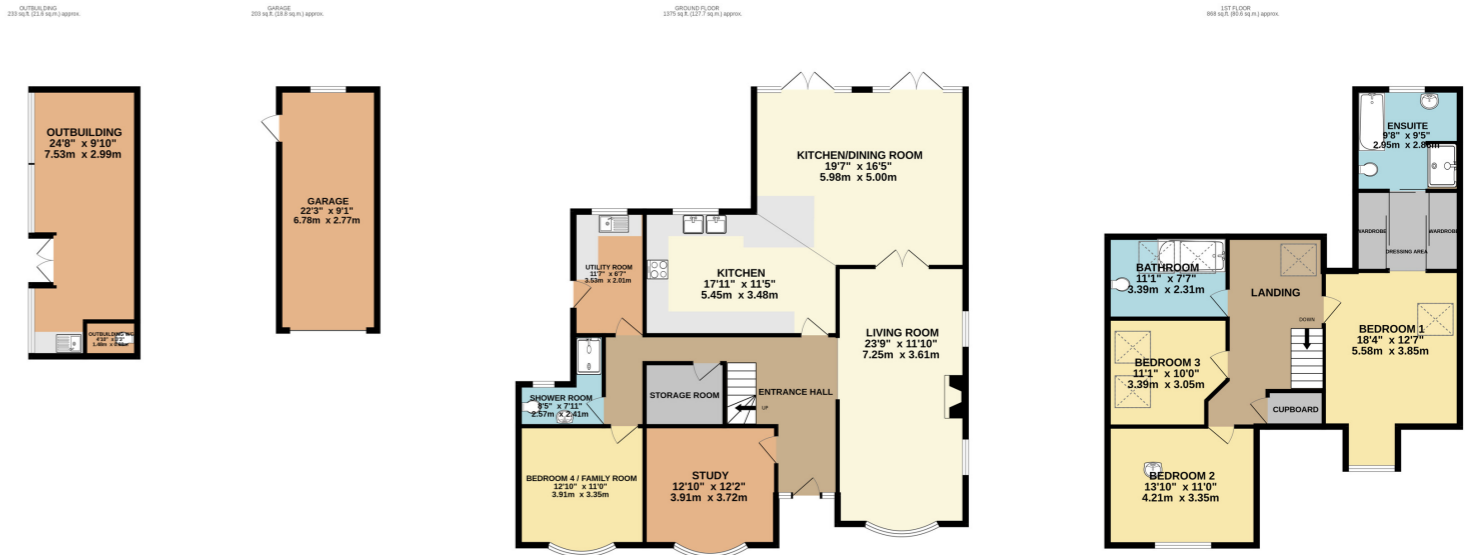 OUTBUILDING
233 sq.ft. (21.6 sq.m.) approx.
GARAGE
203 sq.ft. (18.8 sq.m.) approx.
GROUND FLOOR
1375 sq.ft. (127.7 sq.m.) approx.
1ST FLOOR
868 sq.ft. (80.6 sq.m.) approx.
OUTBUILDING
24'8" x 9'10"
7.53m x 2.99m
OUTBUILDING
GARAGE
22'3" x 9'1"
6.78m x 2.77m
KITCHEN/DINING ROOM
19'7" x 16'5"
5.98m x 5.00m
UTILITY ROOM
11'7" x 6'7"
3.53m x 2.01m
KITCHEN
17'11" x 11'5"
5.45m x 3.48m
LIVING ROOM
23'9" x 11'10"
7.25m x 3.61m
SHOWER ROOM
8'5" x 7'11"
2.57m x 2.41m
STORAGE ROOM
ENTRANCE HALL
UP
BEDROOM 4 / FAMILY ROOM
12'10" x 11'0"
3.91m x 3.35m
STUDY
12'10" x 12'2"
3.91m x 3.72m
ENSUITE
9'8" x 9'5"
2.95m x 2.86m
WARDROBE
WARDROBE
DRESSING AREA
BATHROOM
11'1" x 7'7"
3.39m x 2.31m
LANDING
DOWN
BEDROOM 1
18'4" x 12'7"
5.58m x 3.85m
BEDROOM 3
11'1" x 10'0"
3.39m x 3.05m
CUPBOARD
BEDROOM 2
13'10" x 11'0"
4.21m x 3.35m